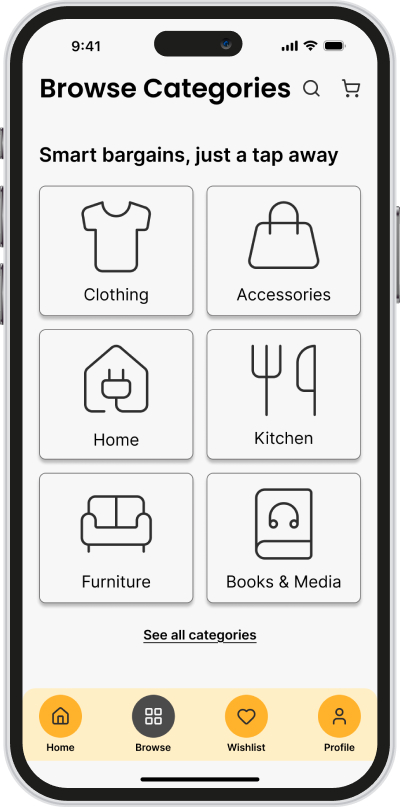 9:41
Browse Categories
Smart bargains, just a tap away
Clothing
Accessories
Home
Kitchen
Furniture
Books & Media
See all categories
Home
Browse
Wishlist
Profile